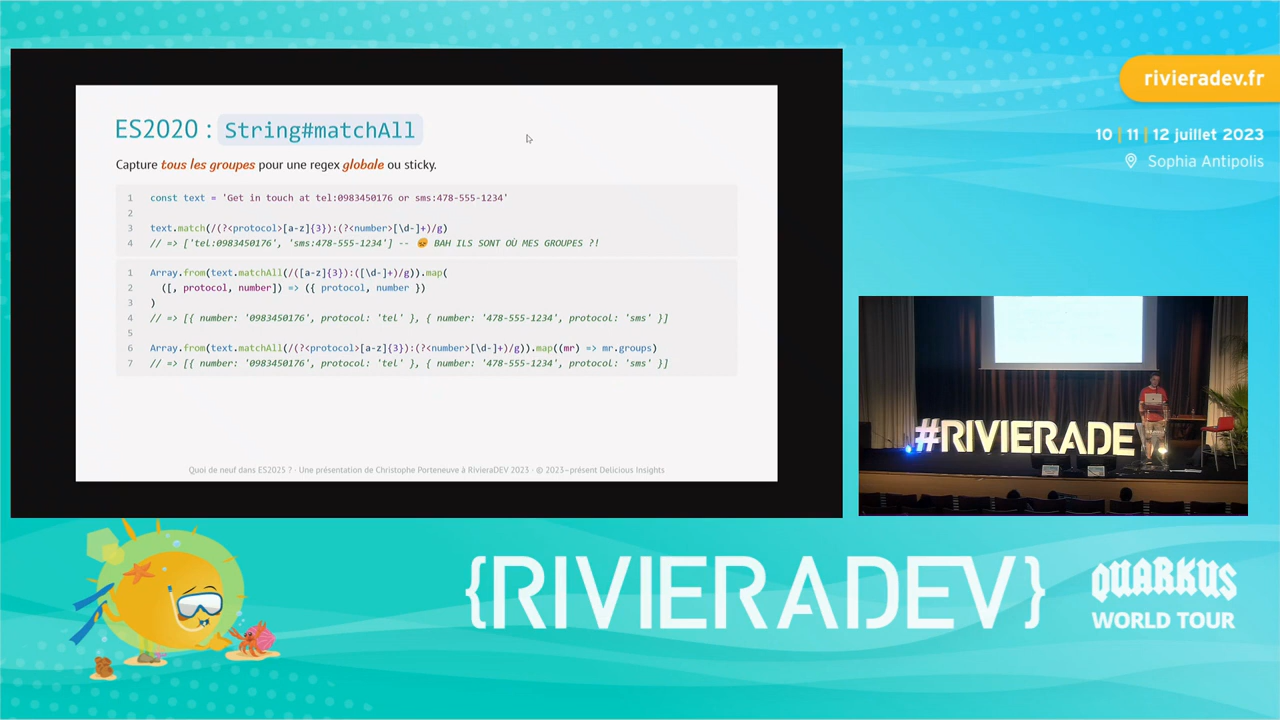 ES2020 : String#matchAll
Capture tous les groupes pour une regex globale ou sticky.
1 const text = 'Get in touch at tel:0983450176 or sms:478-555-1234'
2
3 text.match(/(?<protocol>[a-z]{3}):(?<number>[\d-]+)/g)
4 // => ['tel:0983450176', 'sms:478-555-1234'] -- 😡 BAH ILS SONT OÙ MES GROUPES ?!
1 Array.from(text.matchAll(/([a-z]{3}):([\d-]+)/g)).map(
2 ([, protocol, number]) => ({ protocol, number })
3 )
4 // => [{ number: '0983450176', protocol: 'tel' }, { number: '478-555-1234', protocol: 'sms' }]
5
6 Array.from(text.matchAll(/(?<protocol>[a-z]{3}):(?<number>[\d-]+)/g)).map((mr) => mr.groups)
7 // => [{ number: '0983450176', protocol: 'tel' }, { number: '478-555-1234', protocol: 'sms' }]
Quoi de neuf dans ES2025 ? · Une présentation de Christophe Porteneuve à RivieraDEV 2023 · © 2023–présent Delicious Insights
rivieradev.fr
10 | 11 | 12 juillet 2023
Sophia Antipolis
#RIVIERADE
{RIVIERADEV}
QUARKUS
WORLD TOUR